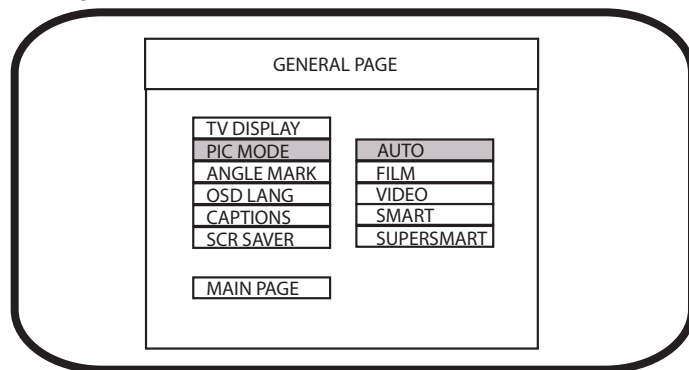 GENERAL PAGE
TV DISPLAY
PIC MODE
ANGLE MARK
OSD LANG
CAPTIONS
SCR SAVER
AUTO
FILM
VIDEO
SMART
SUPERSMART
MAIN PAGE